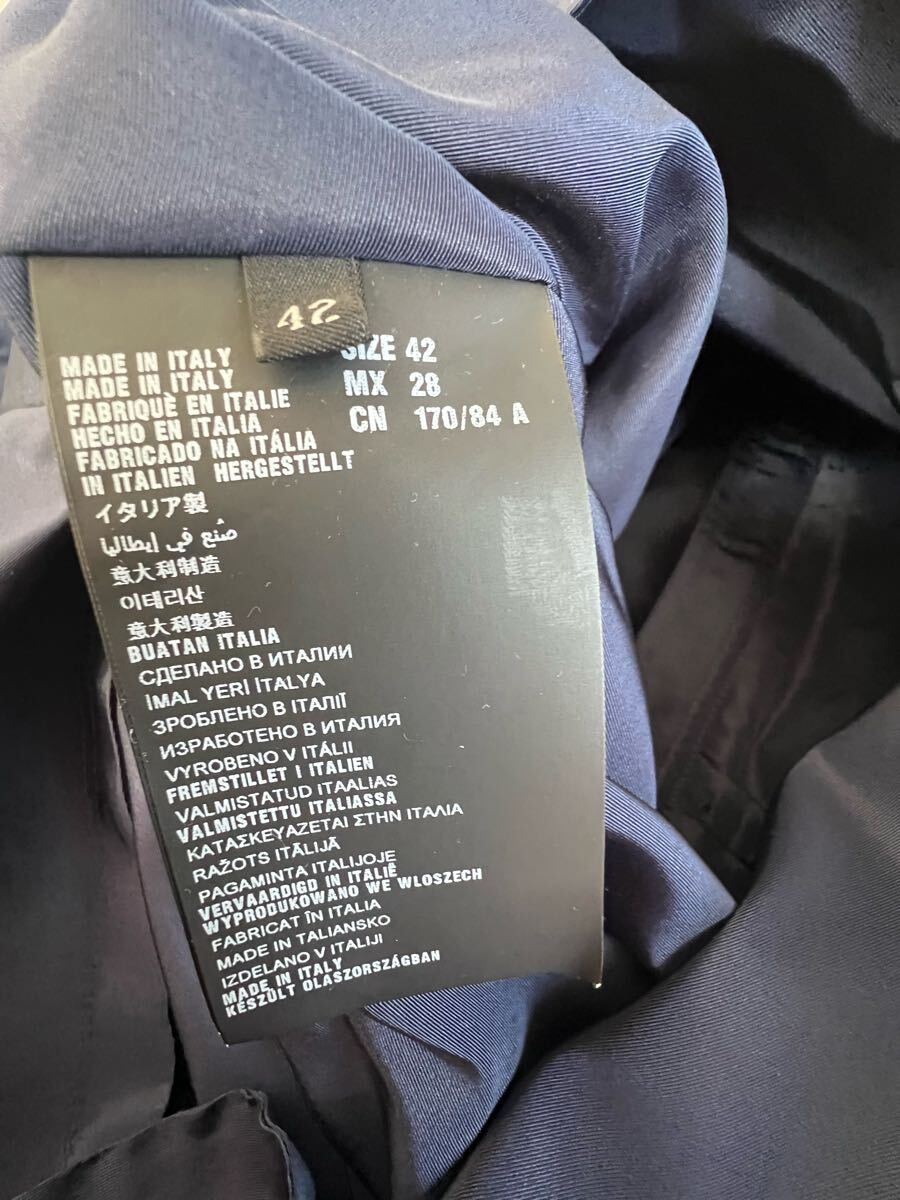 42
SIZE 42
MX 28
CN 170/84 A
MADE IN ITALY
MADE IN ITALY
FABRIQUÈ EN ITALIE
HECHO EN ITALIA
FABRICADO NA ITÁLIA
IN ITALIEN HERGESTELLT
イタリア製
صُنع في إيطاليا
意大利制造
이태리산
意大利製造
BUATAN ITALIA
СДЕЛАНО В ИТАЛИИ
İMAL YERİ İTALYA
ЗРОБЛЕНО В ІТАЛІЇ
ИЗРАБОТЕНО В ИТАЛИЯ
VYROBENO V ITÁLII
FREMSTILLET I ITALIEN
VALMISTATUD ITAALIAS
VALMISTETTU ITALIASSA
ΚΑΤΑΣΚΕΥΑΖΕΤΑΙ ΣΤΗΝ ΙΤΑΛΙΑ
RAŽOTS ITĀLIJĀ
PAGAMINTA ITALIJOJE
VERVAARDIGD IN ITALIË
WYPRODUKOWANO WE WLOSZECH
FABRICAT ÎN ITALIA
MADE IN TALIANSKO
IZDELANO V ITALIJI
MADE IN ITALY
KÉSZÜLT OLASZORSZÁGBAN